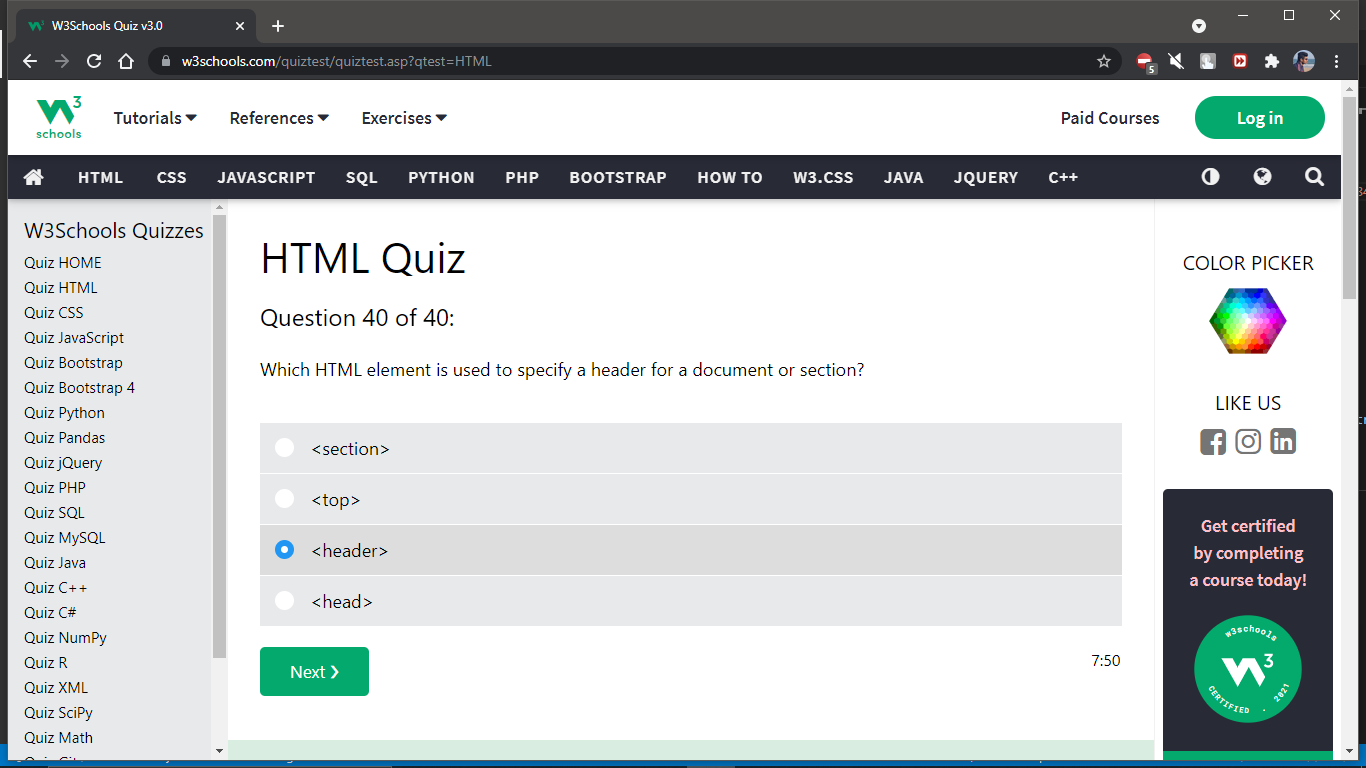 W3Schools Quiz v3.0
w3schools.com/quiztest/quiztest.asp?qtest=HTML
5
3
schools
Tutorials
References
Exercises
Paid Courses
Log in
HTML CSS JAVASCRIPT SQL PYTHON PHP BOOTSTRAP HOW TO W3.CSS JAVA JQUERY C++
W3Schools Quizzes
Quiz HOME
Quiz HTML
Quiz CSS
Quiz JavaScript
Quiz Bootstrap
Quiz Bootstrap 4
Quiz Python
Quiz Pandas
Quiz jQuery
Quiz PHP
Quiz SQL
Quiz MySQL
Quiz Java
Quiz C++
Quiz C#
Quiz NumPy
Quiz R
Quiz XML
Quiz SciPy
Quiz Math
HTML Quiz
Question 40 of 40:
Which HTML element is used to specify a header for a document or section?
<section>
<top>
<header>
<head>
Next ❯
7:50
COLOR PICKER
LIKE US
Get certified
by completing
a course today!
w3schools
3
CERTIFIED . 2021